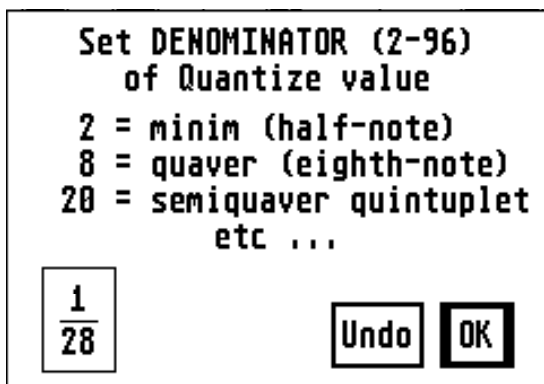 Set DENOMINATOR (2-96)
of Quantize value
2 = minim (half-note)
8 = quaver (eighth-note)
20 = semiquaver quintuplet
etc ...
1
28
Undo OK